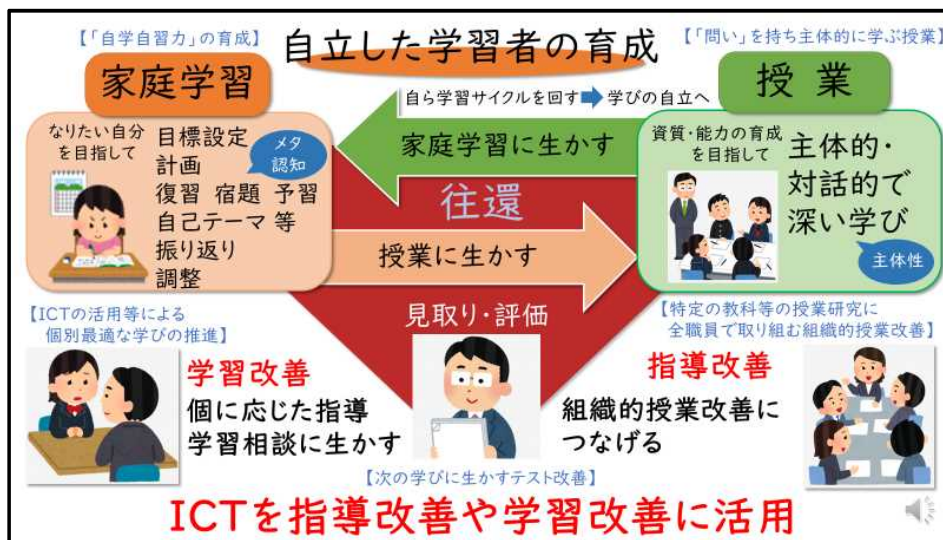 【「自学自習力」の育成】
自立した学習者の育成
【「問い」を持ち主体的に学ぶ授業】
家庭学習
自ら学習サイクルを回す
学びの自立へ
授 業
なりたい自分
を目指して
目標設定
計画
復習 宿題 予習
自己テーマ 等
振り返り
調整
メタ
認知
家庭学習に生かす
往還
授業に生かす
資質・能力の育成
を目指して
主体的・
対話的で
深い学び
主体性
【ICTの活用等による
個別最適な学びの推進】
見取り・評価
【特定の教科等の授業研究に
全職員で取り組む組織的授業改善】
学習改善
個に応じた指導
学習相談に生かす
指導改善
組織的授業改善に
つなげる
【次の学びに生かすテスト改善】
ICTを指導改善や学習改善に活用